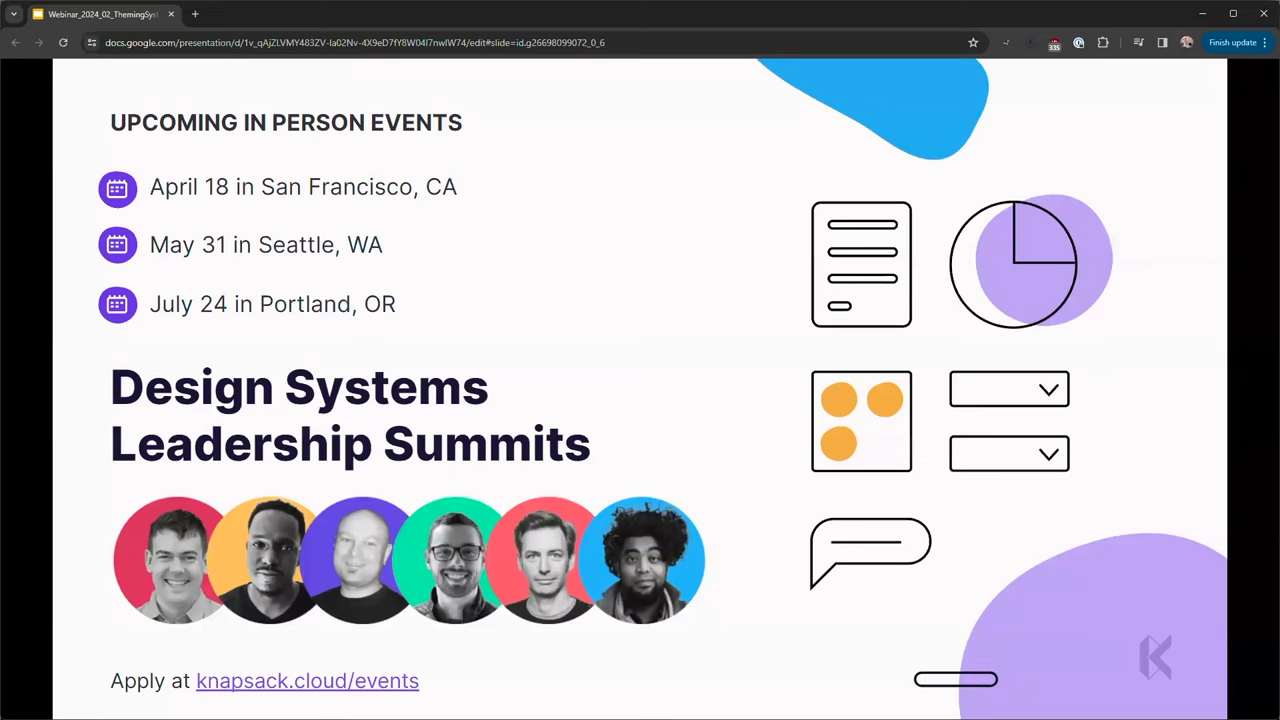 Webinar_2024_02_ThemingSyst
docs.google.com/presentation/d/1v_qAjZLVMY483ZV-Ia02Nv-4X9eD7fY8W04I7nwIW74/edit#slide=id.g26698099072_0_6
335
Finish update
UPCOMING IN PERSON EVENTS
April 18 in San Francisco, CA
May 31 in Seattle, WA
July 24 in Portland, OR
Design Systems
Leadership Summits
Apply at knapsack.cloud/events